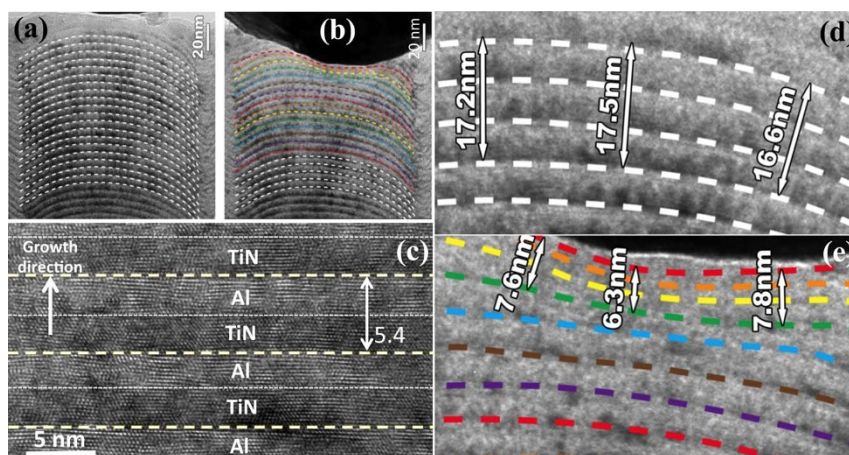 (a)
20nm
(b)
20 nm
(d)
17.2nm
17.5nm
16.6nm
Growth
direction
(c)
TiN
Al
5.4
TiN
Al
TiN
5 nm
Al
(e)
7.6nm
6.3nm
7.8nm